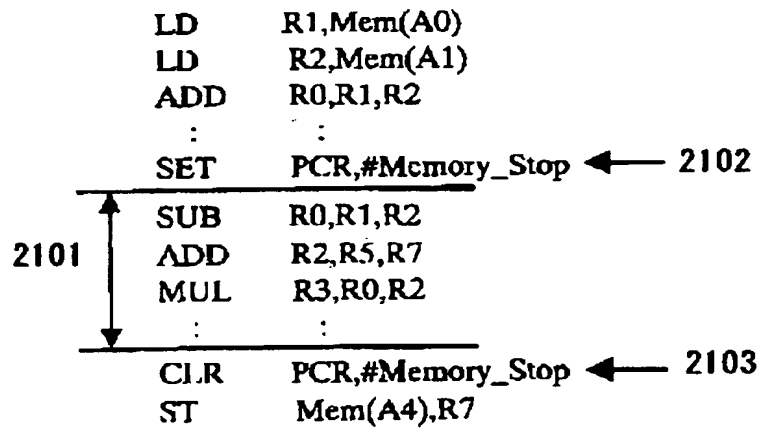 LD R1,Mem(A0)
LD R2,Mem(A1)
ADD R0,R1,R2
: :
SET PCR,#Memory_Stop 2102
SUB R0,R1,R2
2101 ADD R2,R5,R7
MUL R3,R0,R2
: :
CLR PCR,#Memory_Stop 2103
ST Mem(A4),R7